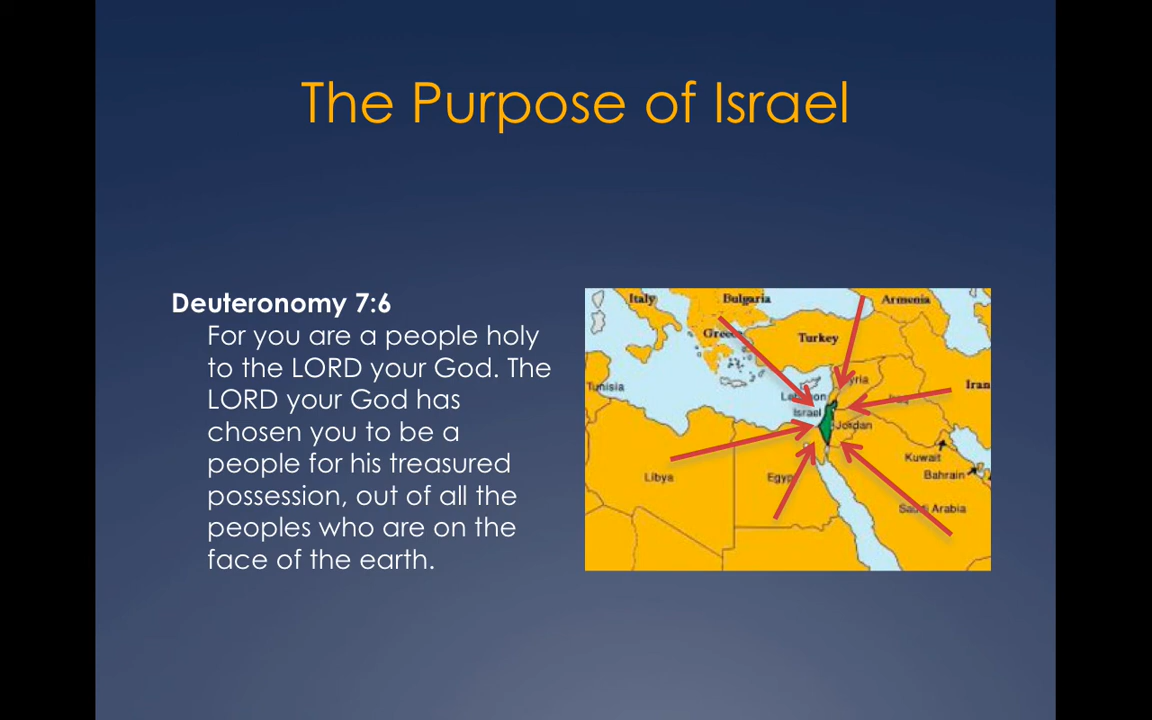 The Purpose of Israel
Deuteronomy 7:6
For you are a people holy
to the LORD your God. The
LORD your God has
chosen you to be a
people for his treasured
possession, out of all the
peoples who are on the
face of the earth.
Italy
Bulgaria
Armenia
Greece
Turkey
Tunisia
Syria
Iran
Lebanon
Iraq
Israel
Jordan
Kuwait
Libya
Egypt
Bahrain
Saudi Arabia